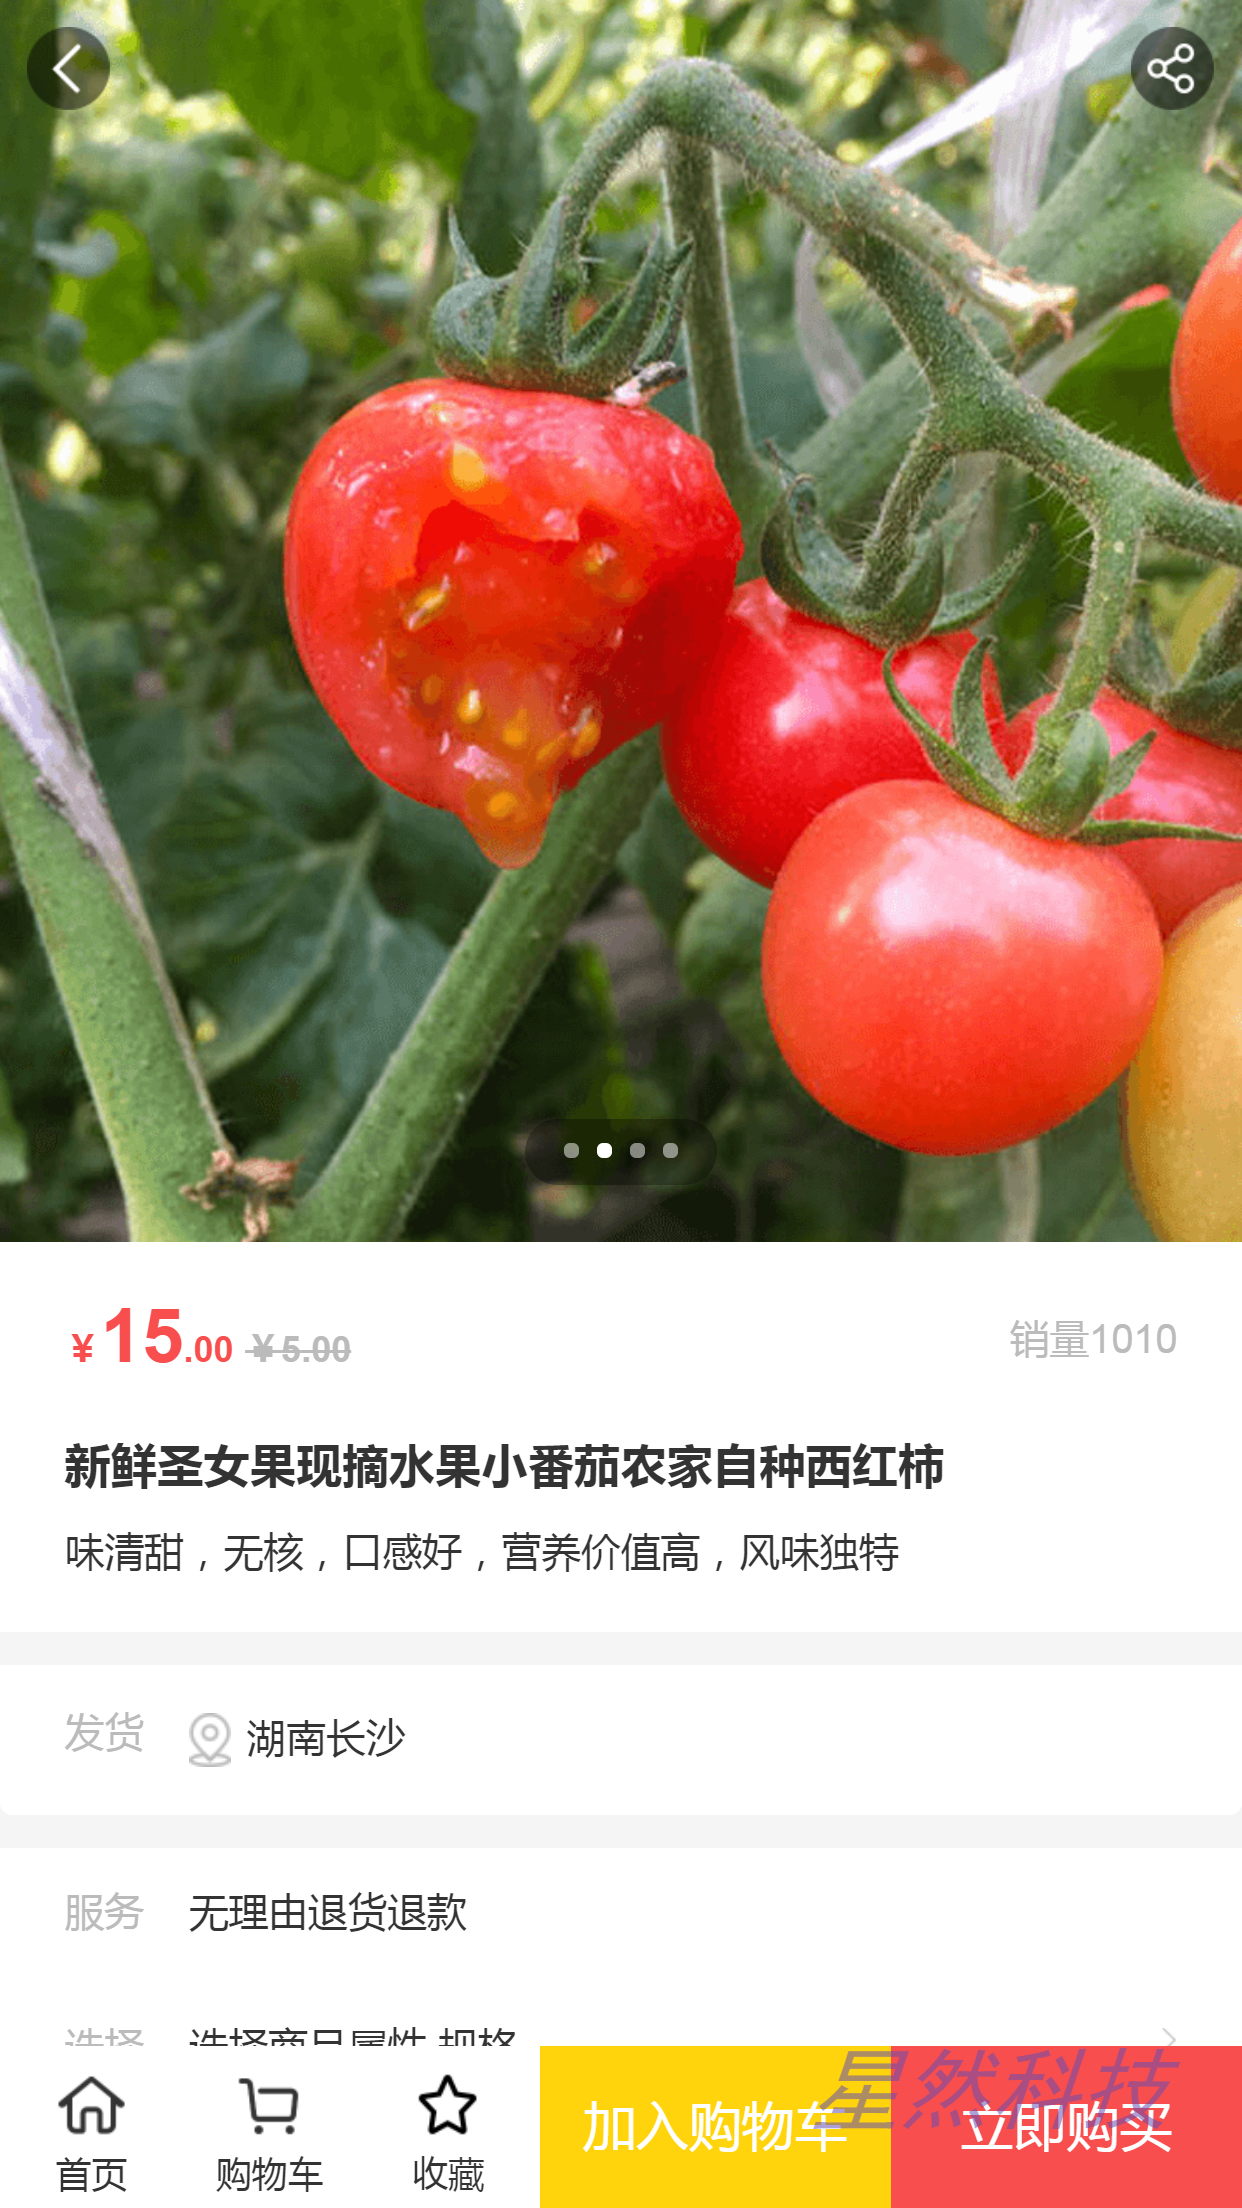 ¥15.00 ¥5.00 销量1010
新鲜圣女果现摘水果小番茄农家自种西红柿
味清甜，无核，口感好，营养价值高，风味独特
发货 湖南长沙
服务 无理由退货退款
选择 选择商品属性 规格
星然科技
首页 购物车 收藏 加入购物车 立即购买